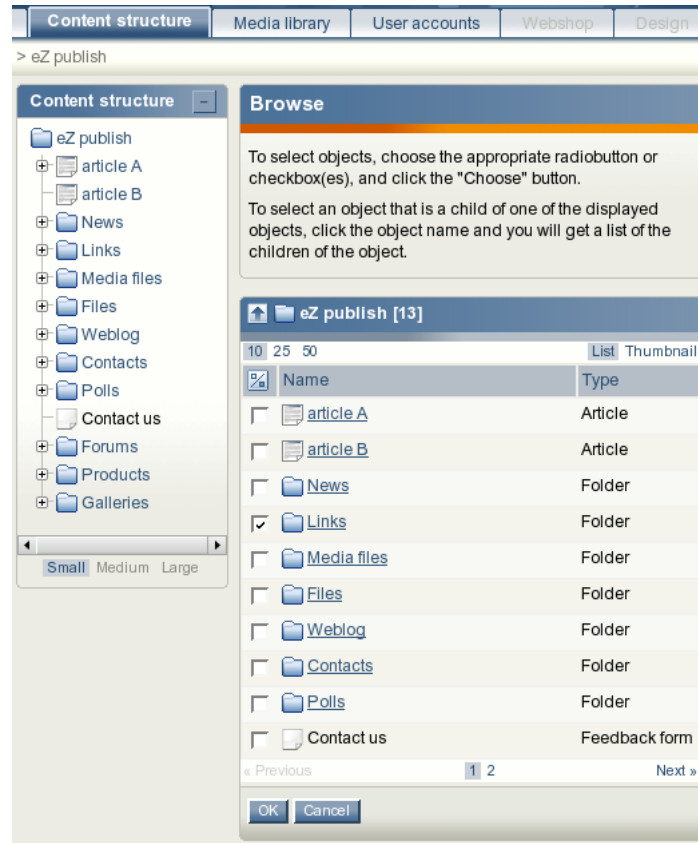 Content structure Media library User accounts Webshop Design
> eZ publish
Content structure -
eZ publish
article A
article B
News
Links
Media files
Files
Weblog
Contacts
Polls
Contact us
Forums
Products
Galleries
Small Medium Large
Browse
To select objects, choose the appropriate radiobutton or
checkbox(es), and click the "Choose" button.
To select an object that is a child of one of the displayed
objects, click the object name and you will get a list of the
children of the object.
eZ publish [13]
10 25 50 List Thumbnail
Name Type
article A Article
article B Article
News Folder
Links Folder
Media files Folder
Files Folder
Weblog Folder
Contacts Folder
Polls Folder
Contact us Feedback form
« Previous 1 2 Next »
OK Cancel